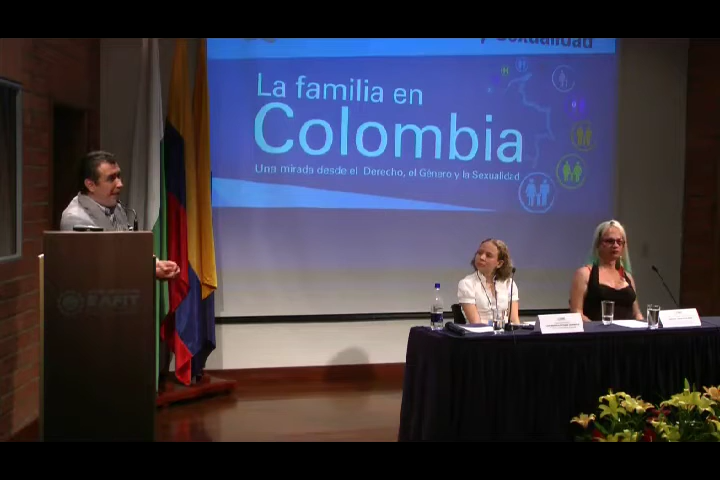 y Sexualidad
La familia en
Colombia
Una mirada desde el Derecho, el Género y la Sexualidad
EAFIT